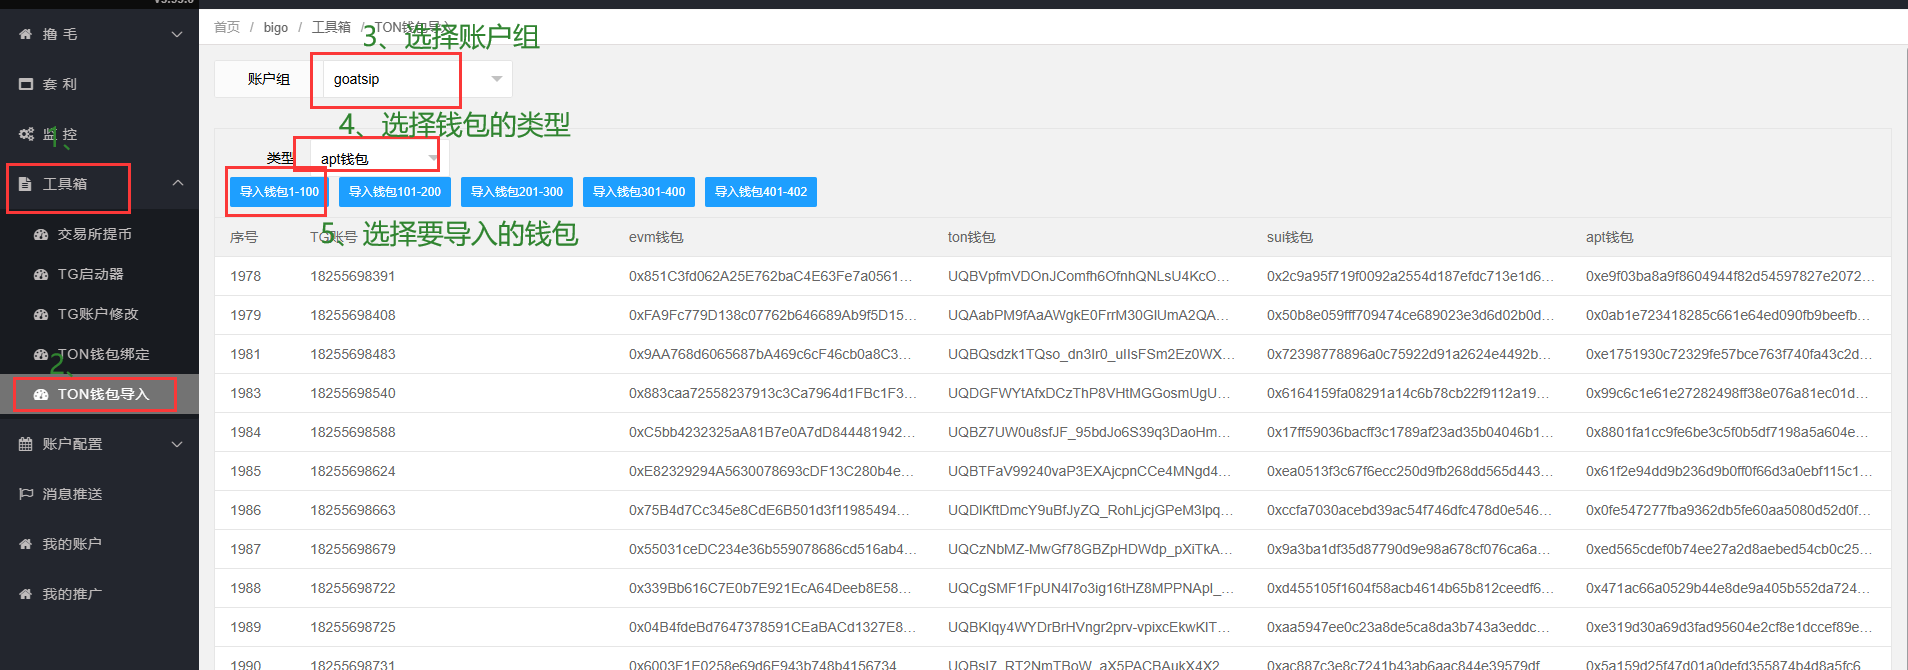 撸 毛
套 利
监 控
1、
工具箱
交易所提币
TG启动器
TG账户修改
TON钱包绑定
2、
TON钱包导入
账户配置
消息推送
我的账户
我的推广
首页 / bigo / 工具箱 / TON钱包导入
3、选择账户组
账户组 goatsip
4、选择钱包的类型
类型 apt钱包
导入钱包1-100 导入钱包101-200 导入钱包201-300 导入钱包301-400 导入钱包401-402
5、选择要导入的钱包
序号 TG账号 evm钱包 ton钱包 sui钱包 apt钱包
1978 18255698391 0x851C3fd062A25E762baC4E63Fe7a0561... UQBVpfmVDOnJComfh6OfnhQNLsU4KcO... 0x2c9a95f719f0092a2554d187efdc713e1d6... 0xe9f03ba8a9f8604944f82d54597827e2072...
1979 18255698408 0xFA9Fc779D138c07762b646689Ab9f5D15... UQAabPM9fAaAWgkE0FrrM30GlUmA2QA... 0x50b8e059fff709474ce689023e3d6d02b0d... 0x0ab1e723418285c661e64ed090fb9beefb...
1981 18255698483 0x9AA768d6065687bA469c6cF46cb0a8C3... UQBQsdzk1TQso_dn3Ir0_uIIsFSm2Ez0WX... 0x72398778896a0c75922d91a2624e4492b... 0xe1751930c72329fe57bce763f740fa43c2d...
1983 18255698540 0x883caa72558237913c3Ca7964d1FBc1F3... UQDGFWYtAfxDCzThP8VHtMGGosmUgU... 0x6164159fa08291a14c6b78cb22f9112a19... 0x99c6c1e61e27282498ff38e076a81ec01d...
1984 18255698588 0xC5bb4232325aA81B7e0A7dD844481942... UQBZ7UW0u8sfJF_95bdJo6S39q3DaoHm... 0x17ff59036bacff3c1789af23ad35b04046b1... 0x8801fa1cc9fe6be3c5f0b5df7198a5a604e...
1985 18255698624 0xE82329294A5630078693cDF13C280b4e... UQBTFaV99240vaP3EXAjcpnCCe4MNgd4... 0xea0513f3c67f6ecc250d9fb268dd565d443... 0x61f2e94dd9b236d9b0ff0f66d3a0ebf115c1...
1986 18255698663 0x75B4d7Cc345e8CdE6B501d3f11985494... UQDIKftDmcY9uBfJyZQ_RohLjcjGPeM3lpq... 0xccfa7030acebd39ac54f746dfc478d0e546... 0x0fe547277fba9362db5fe60aa5080d52d0f...
1987 18255698679 0x55031ceDC234e36b559078686cd516ab4... UQCzNbMZ-MwGf78GBZpHDWdp_pXiTkA... 0x9a3ba1df35d87790d9e98a678cf076ca6a... 0xed565cdef0b74ee27a2d8aebed54cb0c25...
1988 18255698722 0x339Bb616C7E0b7E921EcA64Deeb8E58... UQCgSMF1FpUN4I7o3ig16tHZ8MPPNApl_... 0xd455105f1604f58acb4614b65b812ceedf6... 0x471ac66a0529b44e8de9a405b552da724...
1989 18255698725 0x04B4fdeBd7647378591CEaBACd1327E8... UQBKlqy4WYDrBrHVngr2prv-vpixcEkwKIT... 0xaa5947ee0c23a8de5ca8da3b743a3eddc... 0xe319d30a69d3fad95604e2cf8e1dccef89e...
1990 18255698731